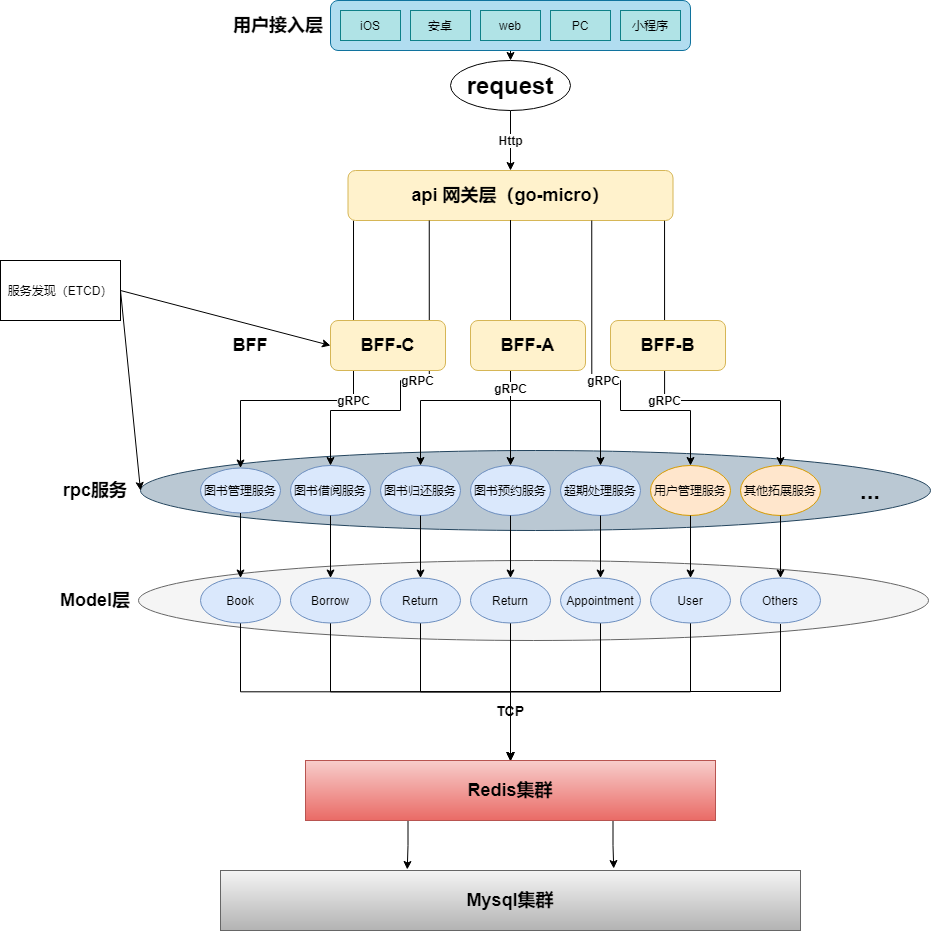 用户接入层
iOS
安卓
web
PC
小程序
request
Http
api 网关层（go-micro）
服务发现（ETCD）
BFF
BFF-C
BFF-A
BFF-B
gRPC
gRPC
gRPC
gRPC
gRPC
rpc服务
图书管理服务
图书借阅服务
图书归还服务
图书预约服务
超期处理服务
用户管理服务
其他拓展服务
...
Model层
Book
Borrow
Return
Return
Appointment
User
Others
TCP
Redis集群
Mysql集群